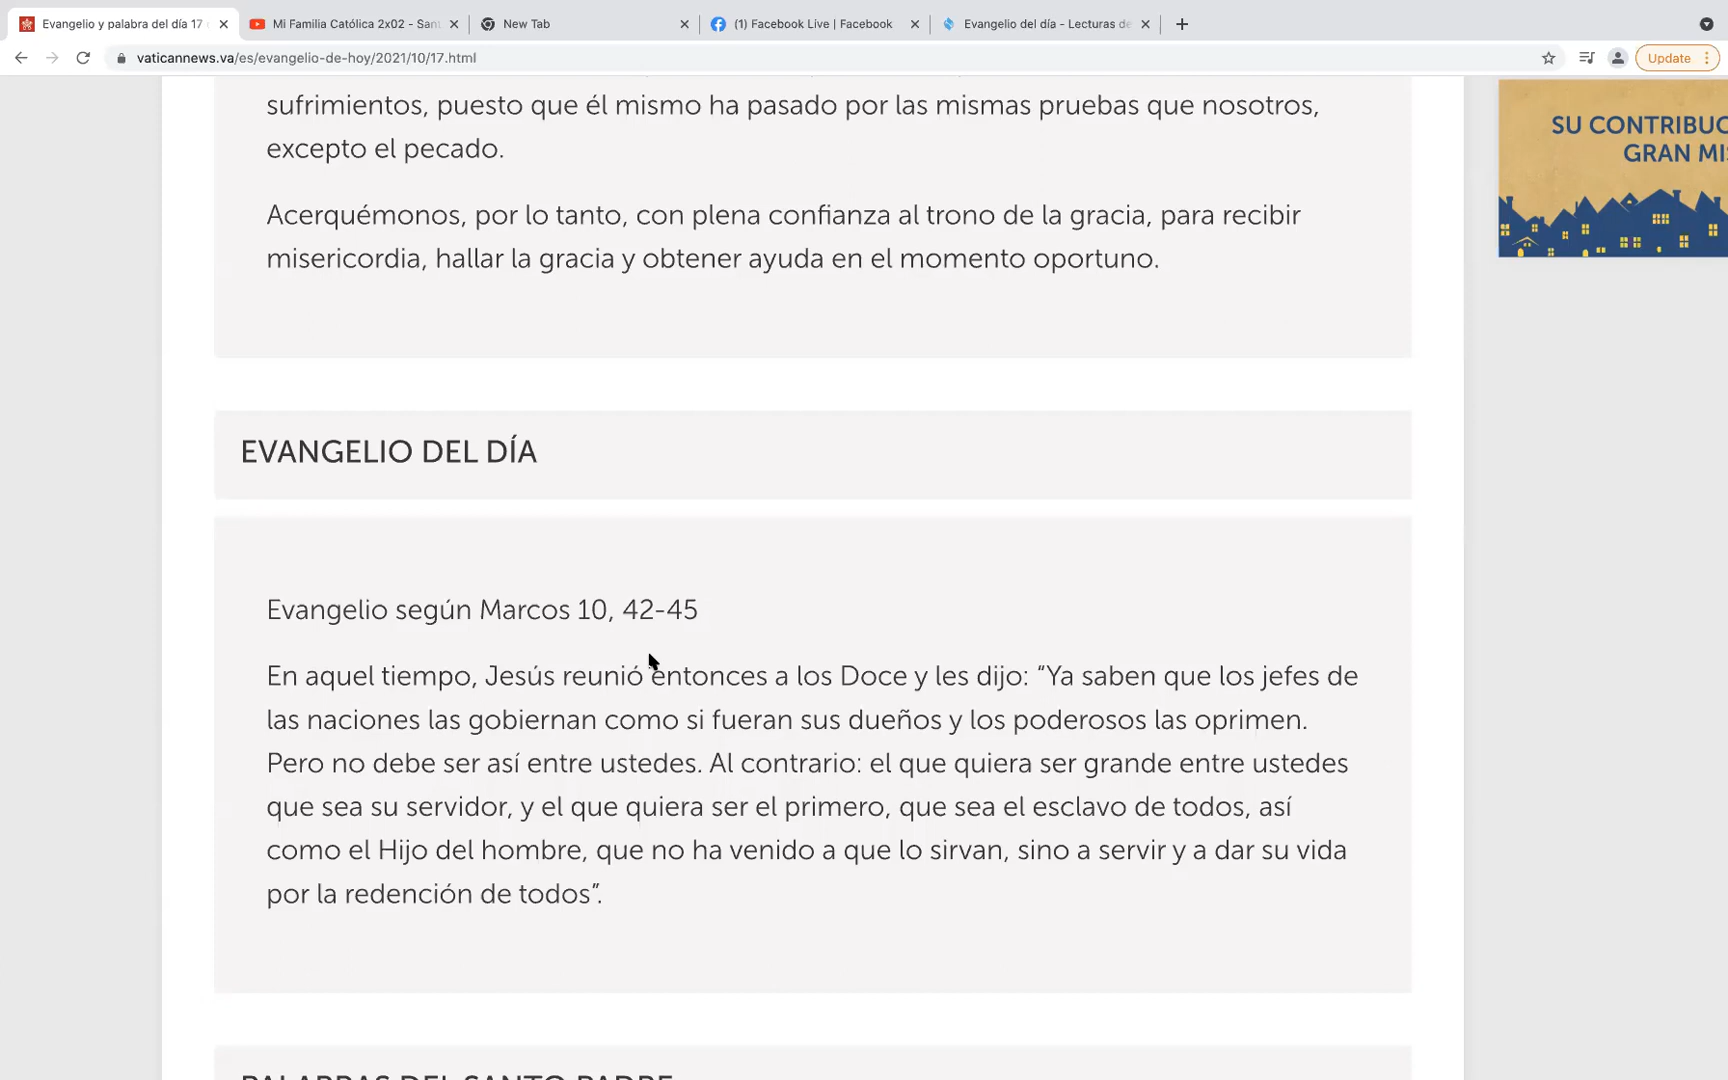 Evangelio y palabra del día 17
Mi Familia Católica 2x02 - San
New Tab
(1) Facebook Live | Facebook
Evangelio del día - Lecturas de
vaticannews.va/es/evangelio-de-hoy/2021/10/17.html
Update
sufrimientos, puesto que él mismo ha pasado por las mismas pruebas que nosotros,
excepto el pecado.
Acerquémonos, por lo tanto, con plena confianza al trono de la gracia, para recibir
misericordia, hallar la gracia y obtener ayuda en el momento oportuno.
SU CONTRIBUC
GRAN MIS
EVANGELIO DEL DÍA
Evangelio según Marcos 10, 42-45
En aquel tiempo, Jesús reunió entonces a los Doce y les dijo: “Ya saben que los jefes de
las naciones las gobiernan como si fueran sus dueños y los poderosos las oprimen.
Pero no debe ser así entre ustedes. Al contrario: el que quiera ser grande entre ustedes
que sea su servidor, y el que quiera ser el primero, que sea el esclavo de todos, así
como el Hijo del hombre, que no ha venido a que lo sirvan, sino a servir y a dar su vida
por la redención de todos”.
PALABRAS DEL SANTO PADRE